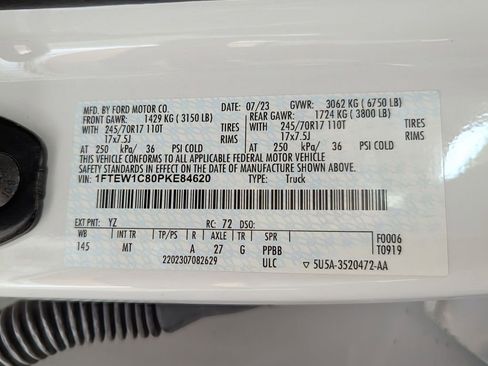 MFD. BY FORD MOTOR CO. DATE: 07/23 GVWR: 3062 KG ( 6750 LB)
FRONT GAWR: 1429 KG ( 3150 LB) REAR GAWR: 1724 KG ( 3800 LB)
WITH 245/70R17 110T TIRES WITH 245/70R17 110T TIRES
17x7.5J RIMS 17x7.5J RIMS
AT 250 kPa/ 36 PSI COLD AT 250 kPa/ 36 PSI COLD
THIS VEHICLE CONFORMS TO ALL APPLICABLE FEDERAL MOTOR VEHICLE
SAFETY STANDARDS IN EFFECT ON THE DATE OF MANUFACTURE SHOWN ABOVE.
VIN: 1FTEW1C80PKE84620 TYPE: Truck
EXT PNT: YZ RC: 72 DSO: F0006
WB INT TR TP/PS R AXLE TR SPR T0919
145 MT A 27 G PPBB
2202307082629 ULC 5U5A-3520472-AA